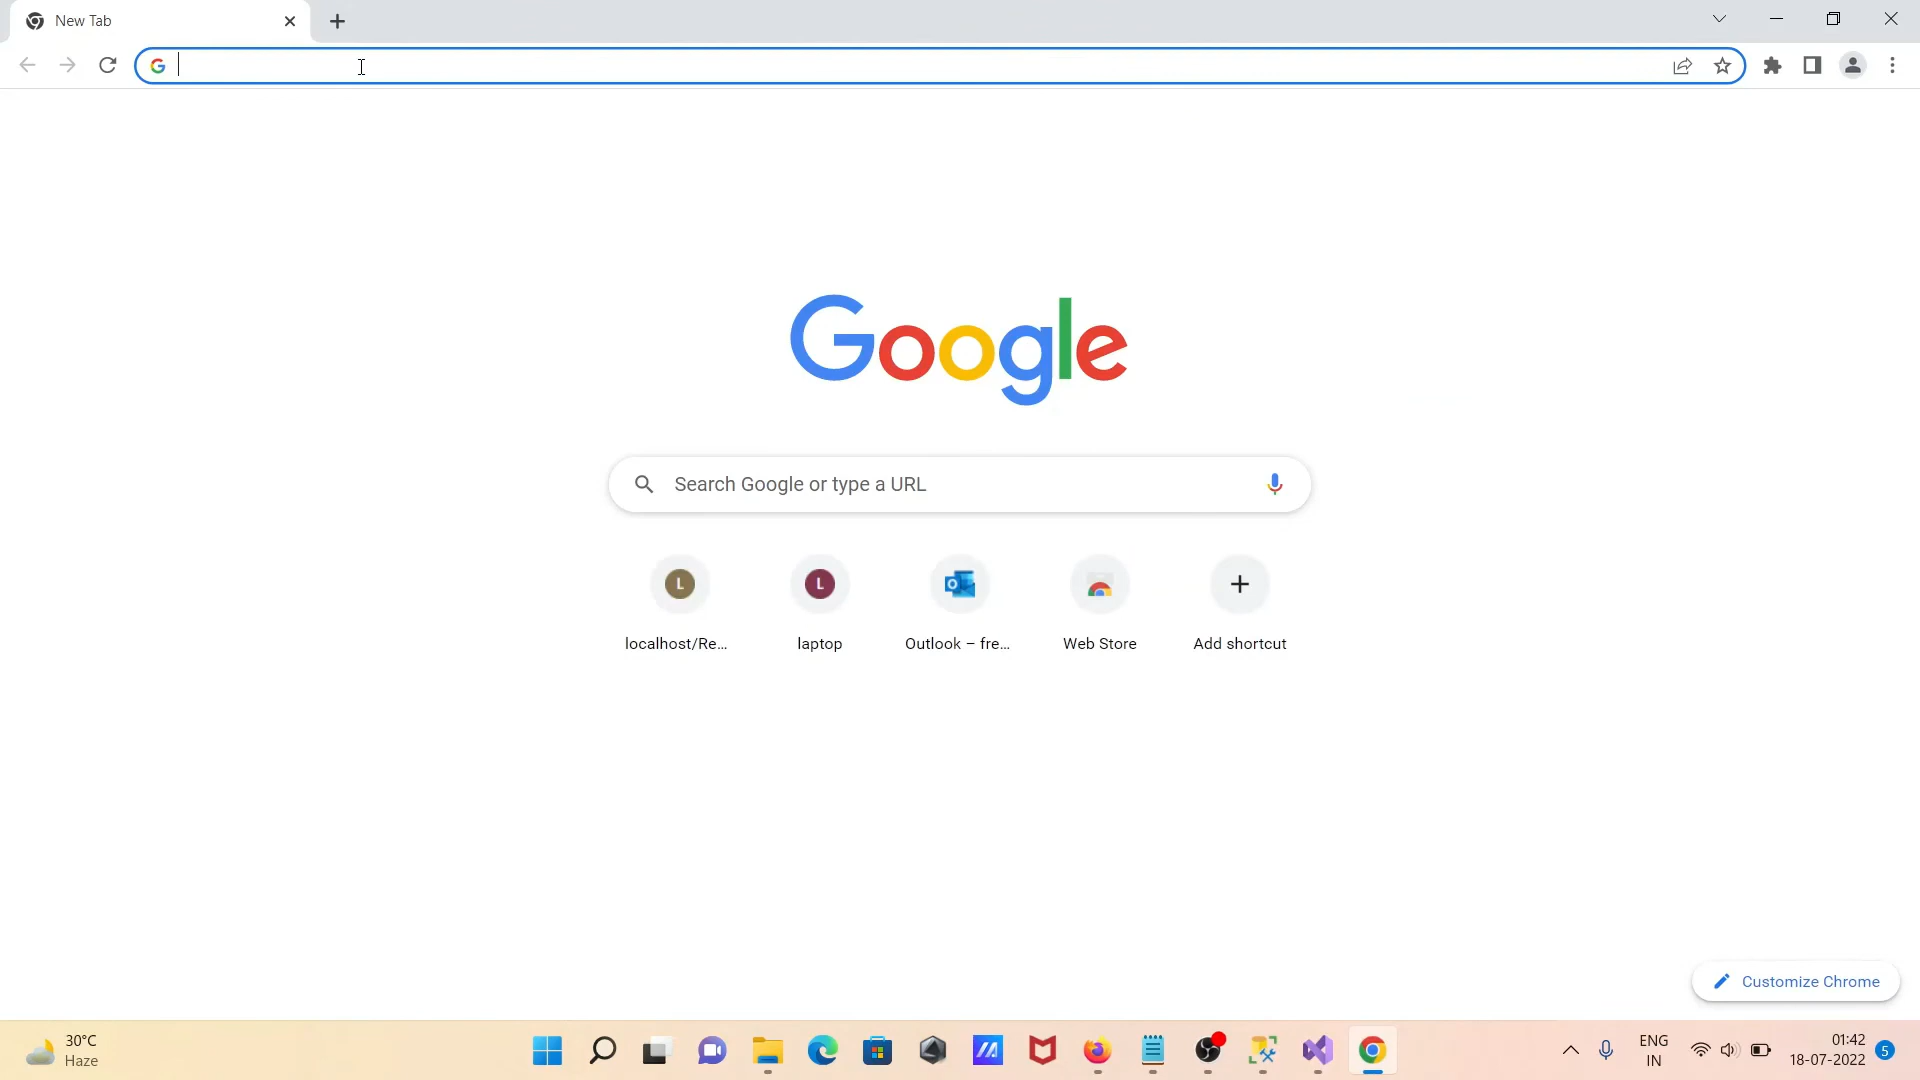 New Tab
Google
Search Google or type a URL
L
L
localhost/Re...
laptop
Outlook – fre...
Web Store
Add shortcut
Customize Chrome
30°C
Haze
ENG
IN
01:42
18-07-2022
5